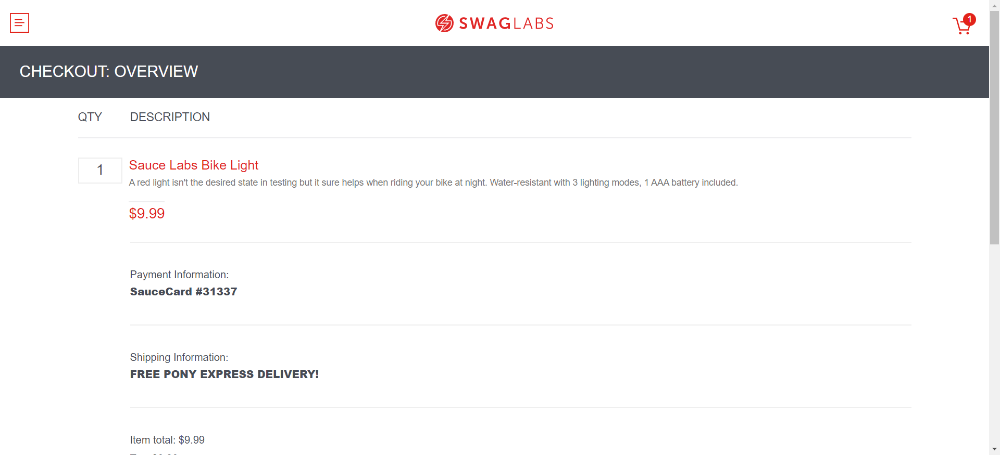 SWAGLABS
1
CHECKOUT: OVERVIEW
QTY DESCRIPTION
1
Sauce Labs Bike Light
A red light isn't the desired state in testing but it sure helps when riding your bike at night. Water-resistant with 3 lighting modes, 1 AAA battery included.
$9.99
Payment Information:
SauceCard #31337
Shipping Information:
FREE PONY EXPRESS DELIVERY!
Item total: $9.99